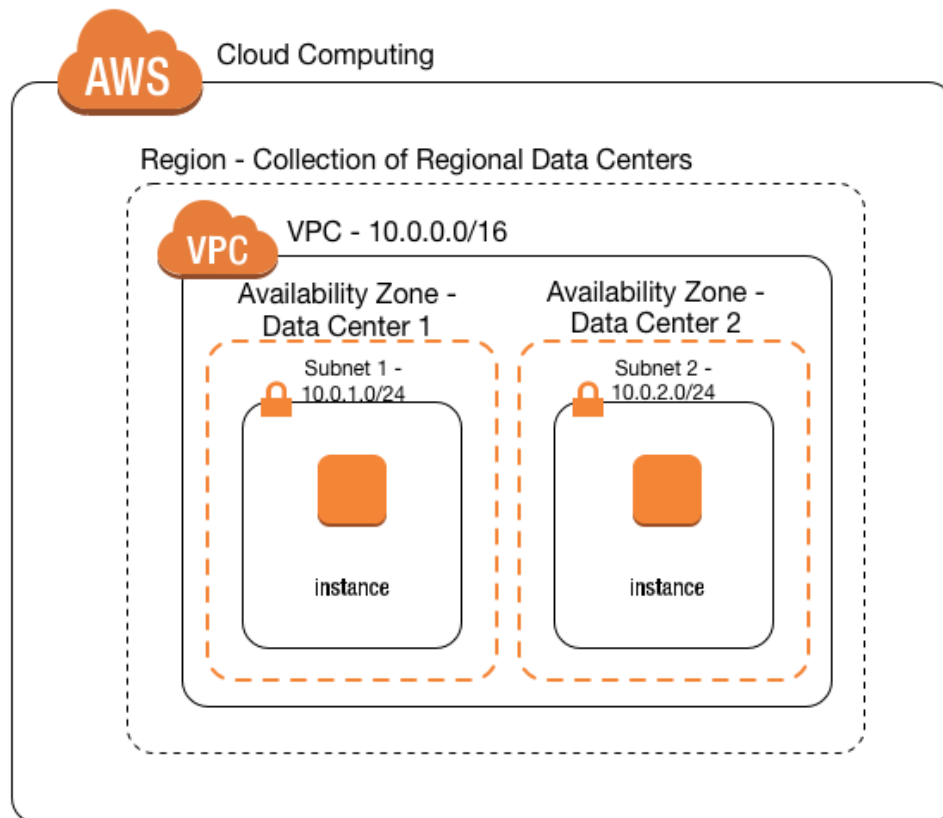 AWS
Cloud Computing
Region - Collection of Regional Data Centers
VPC
VPC - 10.0.0.0/16
Availability Zone -
Data Center 1
Availability Zone -
Data Center 2
Subnet 1 -
10.0.1.0/24
Subnet 2 -
10.0.2.0/24
instance
instance